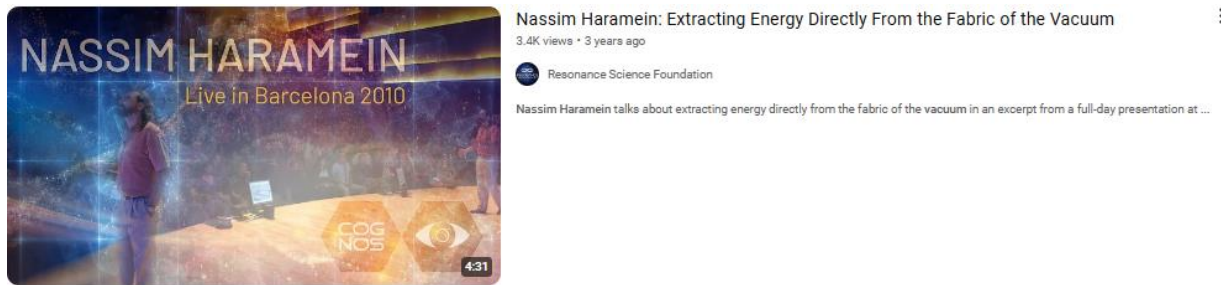 NASSIM HARAMEIN
Live in Barcelona 2010
COG
NOS
4:31
Nassim Haramein: Extracting Energy Directly From the Fabric of the Vacuum
3.4K views • 3 years ago
Resonance Science Foundation
Nassim Haramein talks about extracting energy directly from the fabric of the vacuum in an excerpt from a full-day presentation at ...